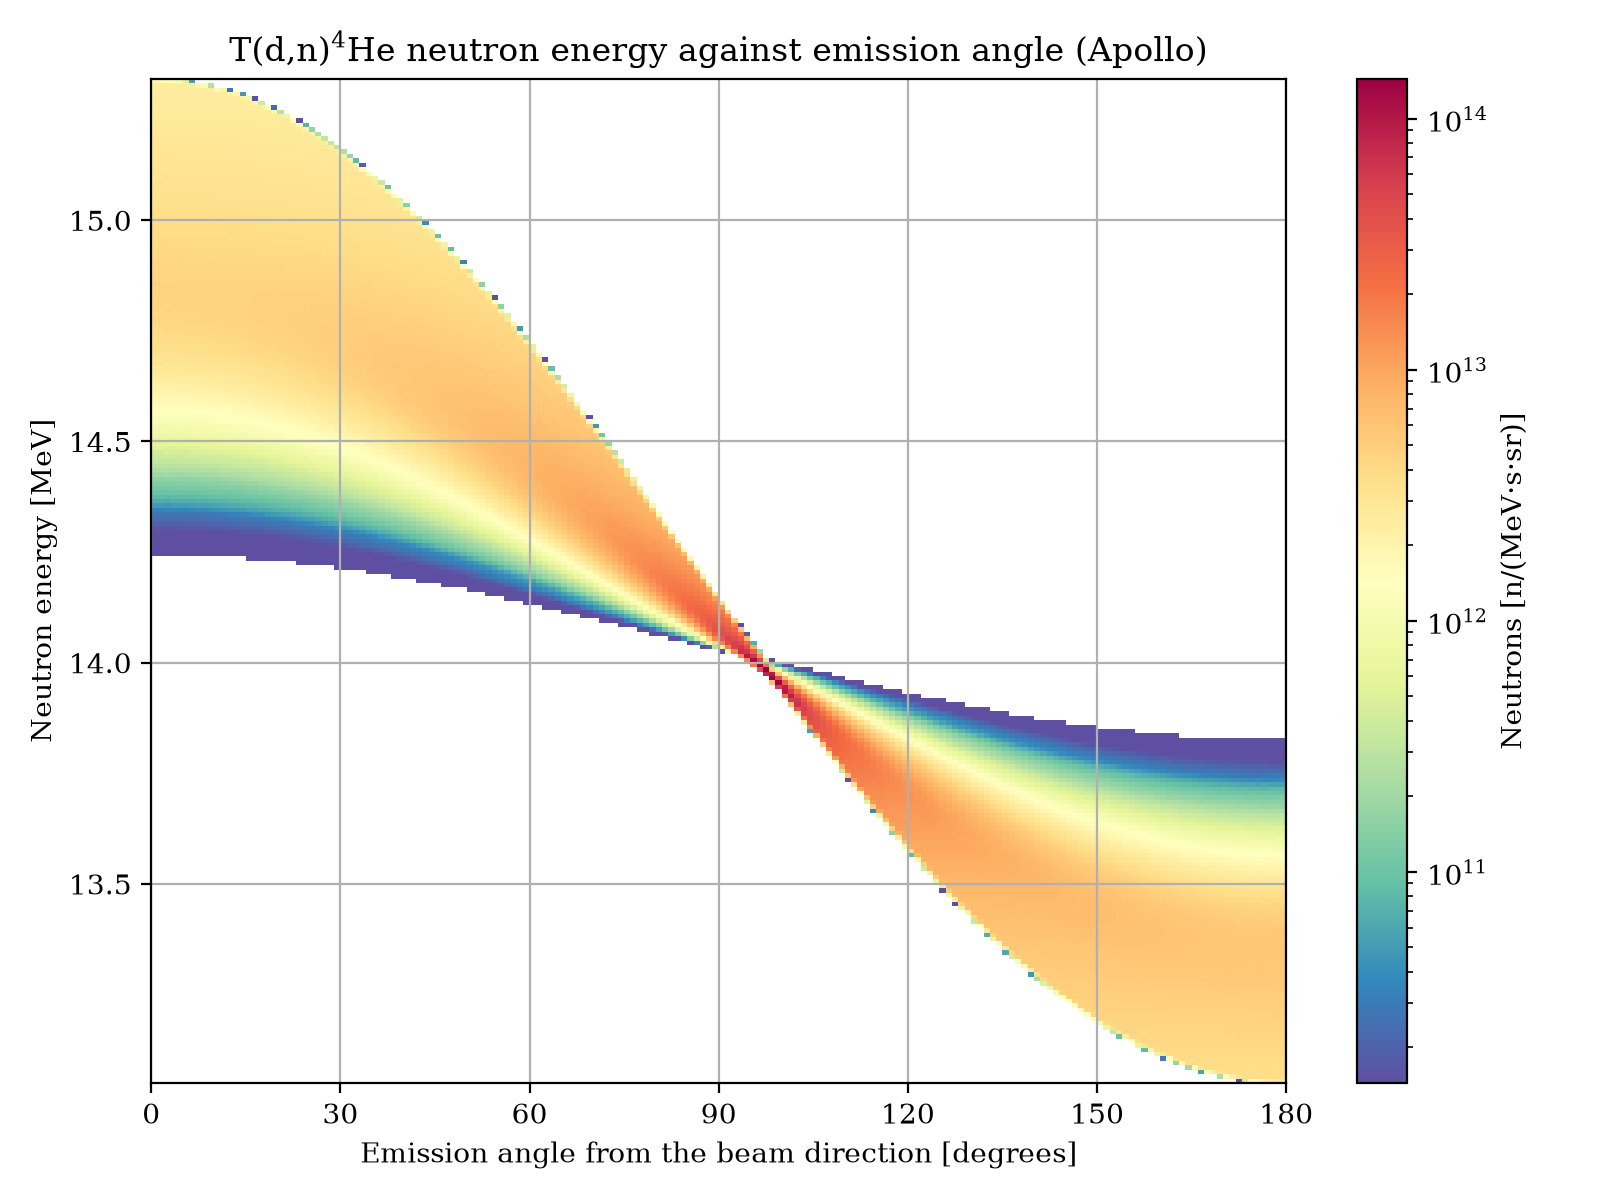 T(d,n)⁴He neutron energy against emission angle (Apollo)
Neutron energy [MeV]
15.0
14.5
14.0
13.5
0 30 60 90 120 150 180
Emission angle from the beam direction [degrees]
10¹⁴
10¹³
10¹²
10¹¹
Neutrons [n/(MeV·s·sr)]